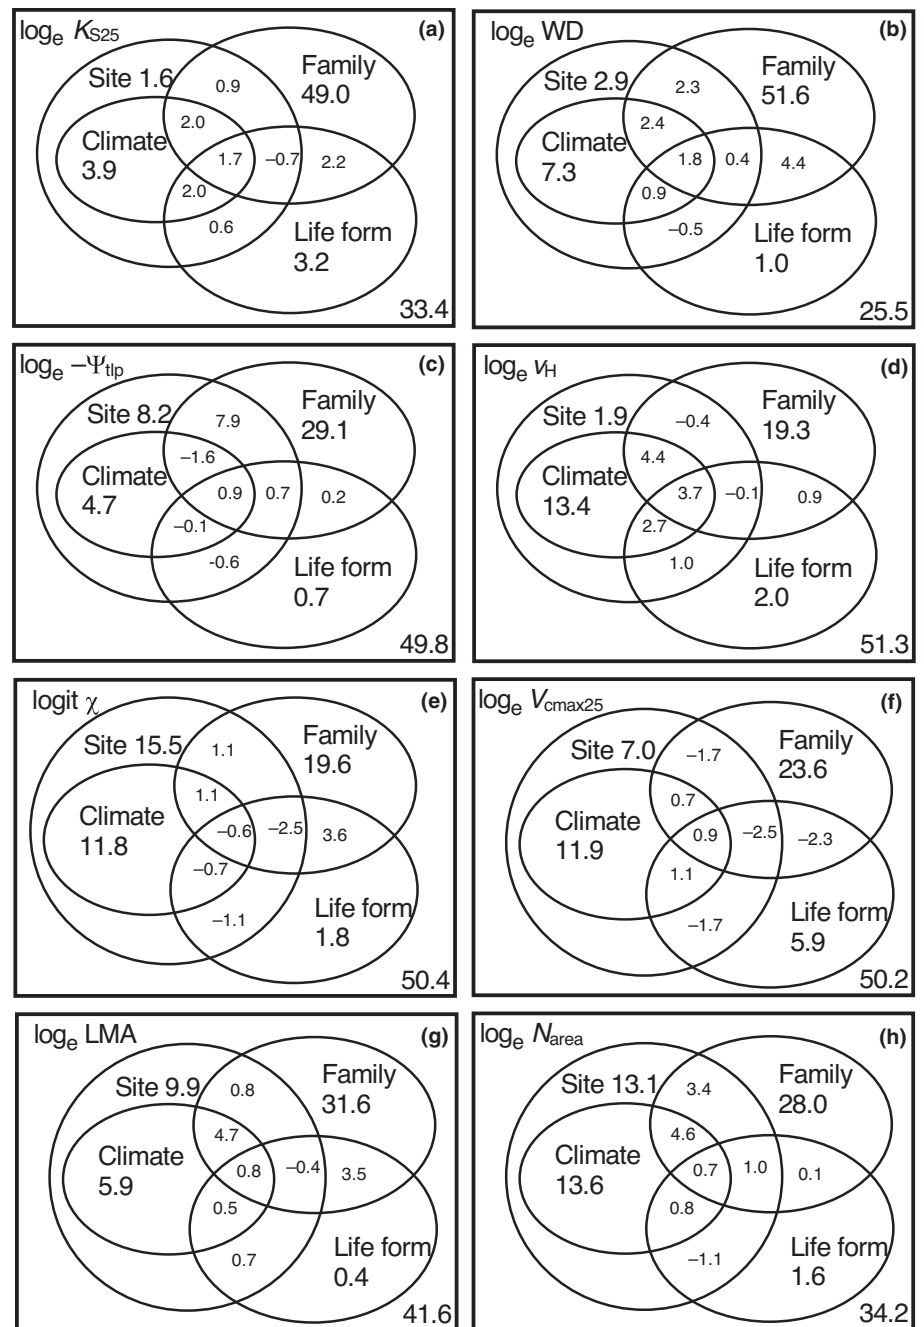 logₑ K_S25 (a)
Site 1.6
0.9
Family
49.0
2.0
Climate
3.9
1.7
–0.7
2.2
2.0
0.6
Life form
3.2
33.4
logₑ WD (b)
Site 2.9
2.3
Family
51.6
2.4
Climate
7.3
1.8
0.4
4.4
0.9
–0.5
Life form
1.0
25.5
logₑ –Ψ_tlp (c)
Site 8.2
7.9
Family
29.1
–1.6
Climate
4.7
0.9
0.7
0.2
–0.1
-0.6
Life form
0.7
49.8
logₑ v_H (d)
Site 1.9
–0.4
Family
19.3
4.4
Climate
13.4
3.7
–0.1
0.9
2.7
1.0
Life form
2.0
51.3
logit χ (e)
Site 15.5
1.1
Family
19.6
1.1
Climate
11.8
–0.6
–2.5
3.6
–0.7
–1.1
Life form
1.8
50.4
logₑ V_cmax25 (f)
Site 7.0
–1.7
Family
23.6
0.7
Climate
11.9
0.9
–2.5
–2.3
1.1
–1.7
Life form
5.9
50.2
logₑ LMA (g)
Site 9.9
0.8
Family
31.6
4.7
Climate
5.9
0.8
–0.4
3.5
0.5
0.7
Life form
0.4
41.6
logₑ N_area (h)
Site 13.1
3.4
Family
28.0
4.6
Climate
13.6
0.7
1.0
0.1
0.8
–1.1
Life form
1.6
34.2